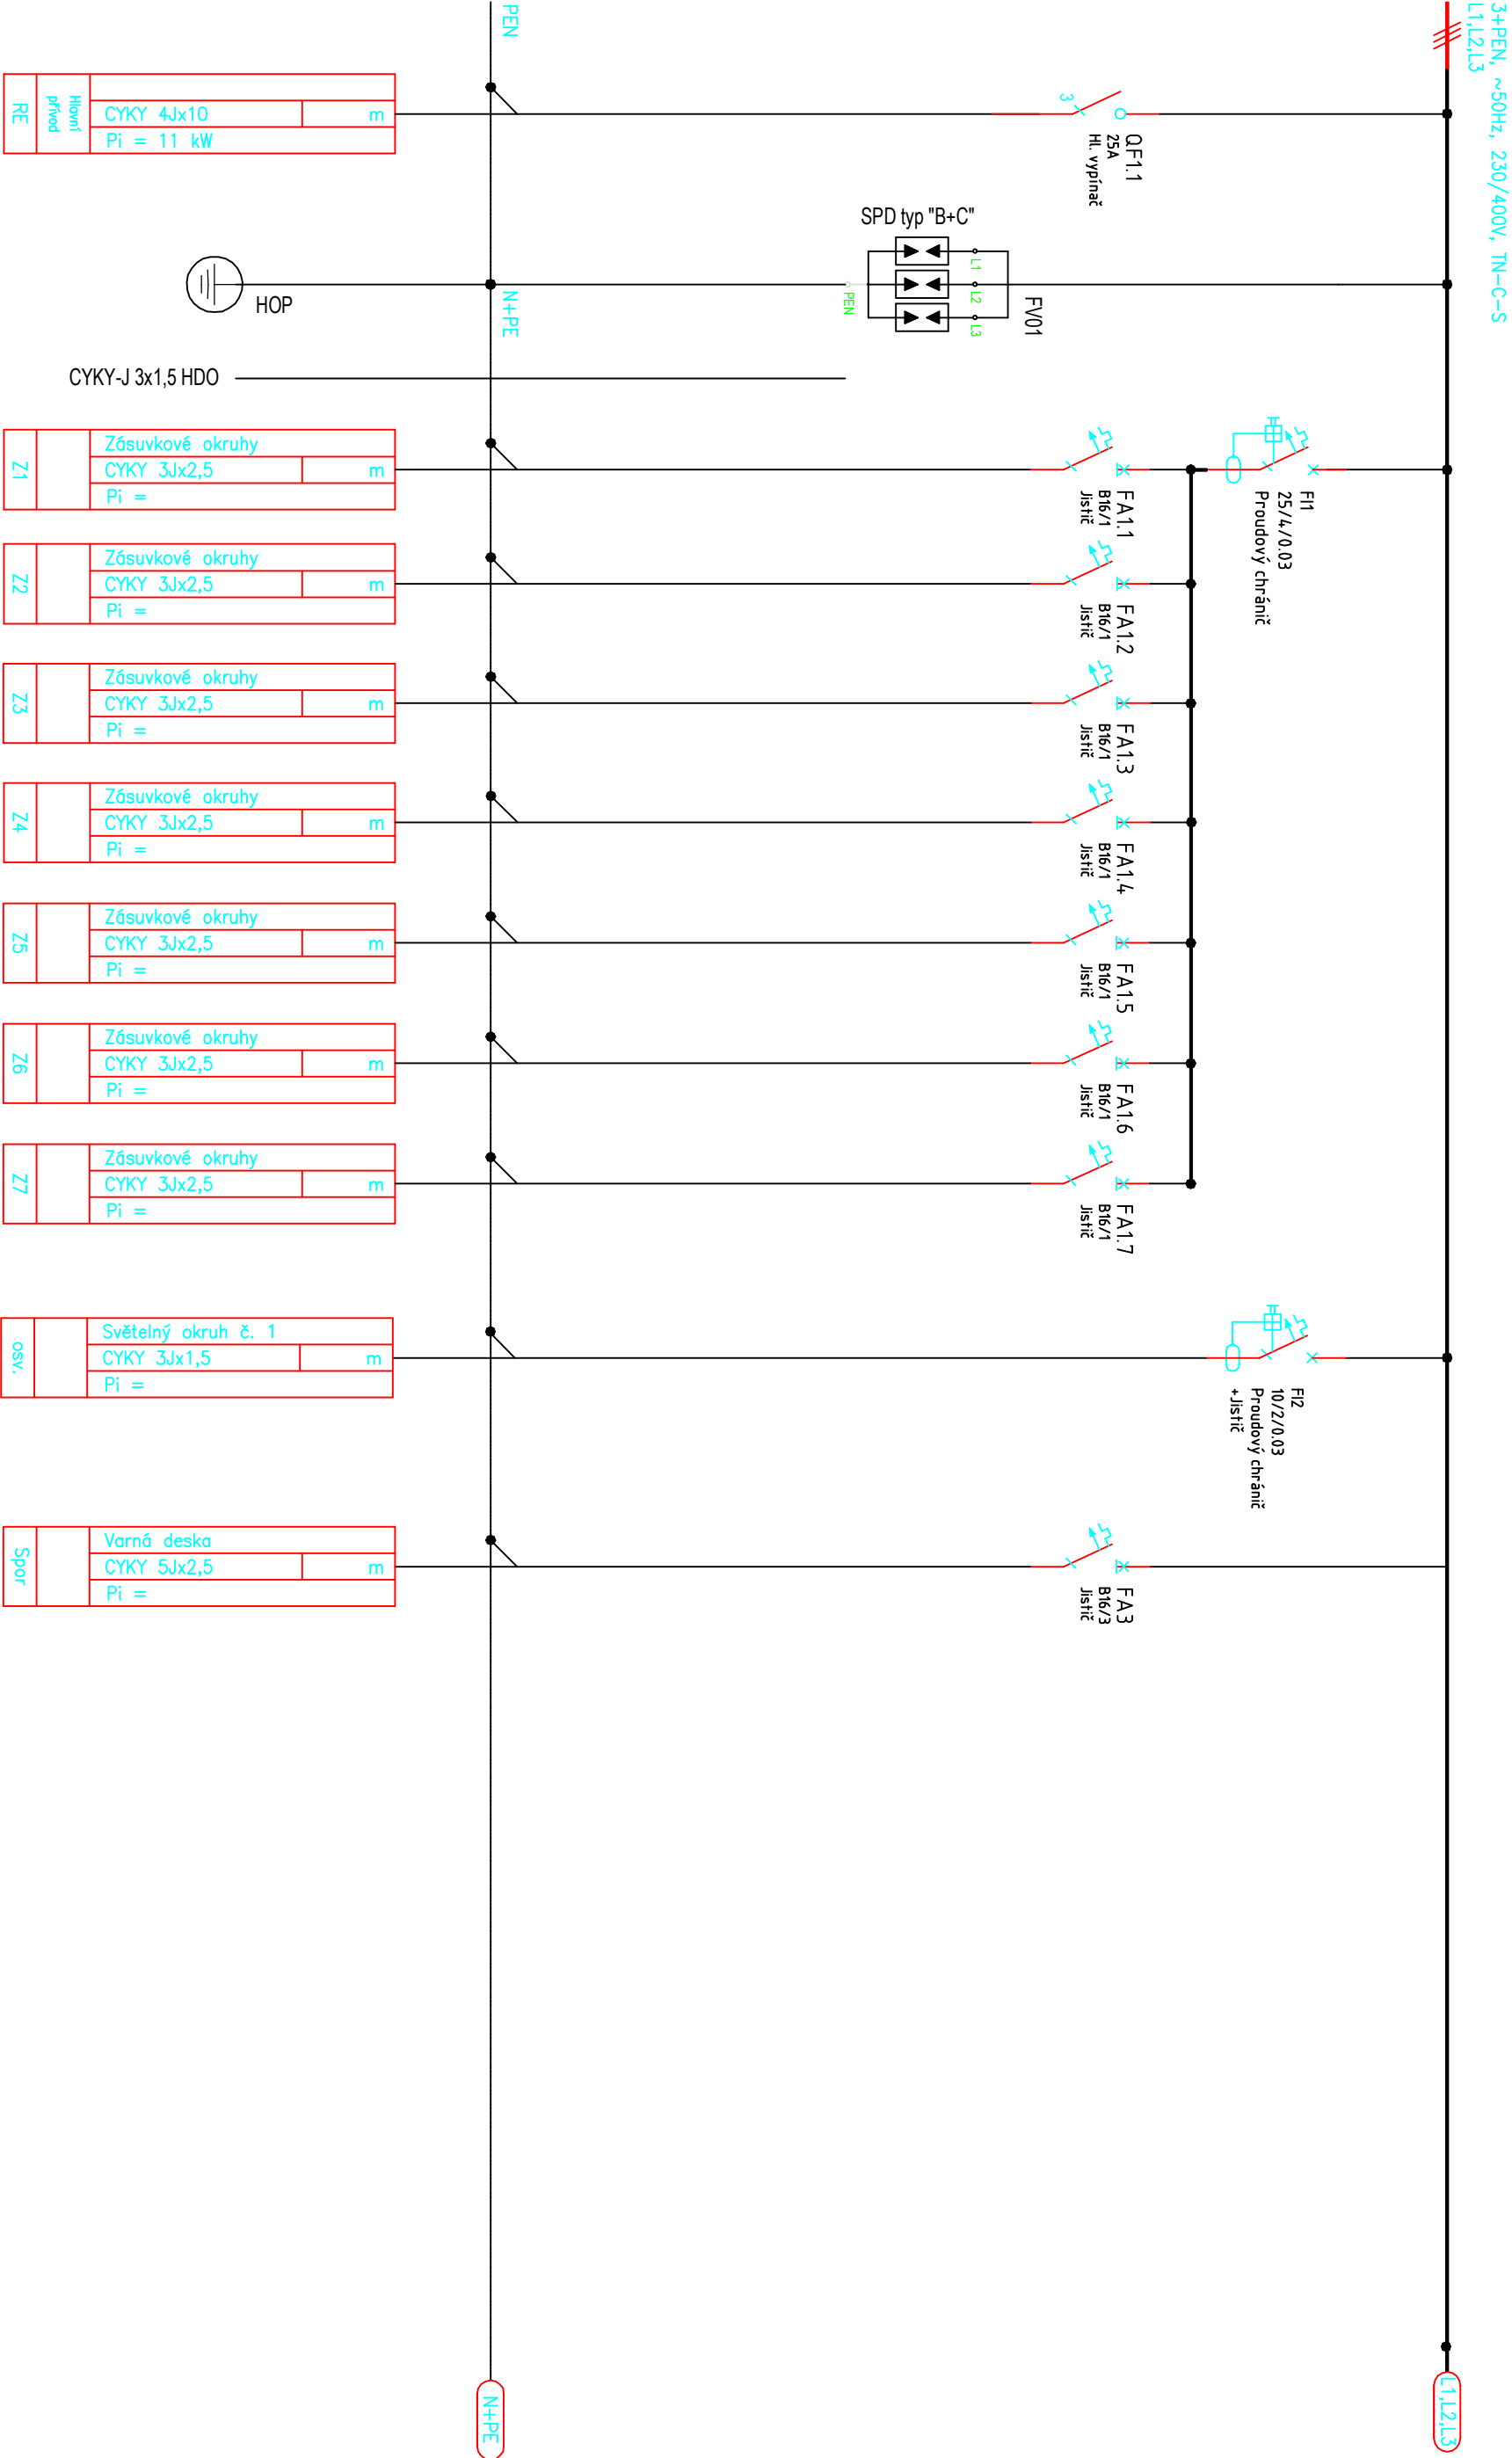 3+PEN, ~50Hz, 230/400V, TN-C-S
L1,L2,L3
PEN
QF1.1
25A
Hl. vypínač
3
RE
Hlavní
přívod
CYKY 4Jx10 m
Pi = 11 kW
SPD typ "B+C"
FV01
L1
L2
L3
PEN
N+PE
HOP
CYKY-J 3x1,5 HDO
FI1
25/4/0.03
Proudový chránič
FA1.1
B16/1
Jistič
Z1
Zásuvkové okruhy
CYKY 3Jx2,5 m
Pi =
FA1.2
B16/1
Jistič
Z2
Zásuvkové okruhy
CYKY 3Jx2,5 m
Pi =
FA1.3
B16/1
Jistič
Z3
Zásuvkové okruhy
CYKY 3Jx2,5 m
Pi =
FA1.4
B16/1
Jistič
Z4
Zásuvkové okruhy
CYKY 3Jx2,5 m
Pi =
FA1.5
B16/1
Jistič
Z5
Zásuvkové okruhy
CYKY 3Jx2,5 m
Pi =
FA1.6
B16/1
Jistič
Z6
Zásuvkové okruhy
CYKY 3Jx2,5 m
Pi =
FA1.7
B16/1
Jistič
Z7
Zásuvkové okruhy
CYKY 3Jx2,5 m
Pi =
FI2
10/2/0.03
Proudový chránič
+Jistič
osv.
Světelný okruh č. 1
CYKY 3Jx1,5 m
Pi =
FA3
B16/3
Jistič
Spor
Varná deska
CYKY 5Jx2,5 m
Pi =
N+PE
L1,L2,L3